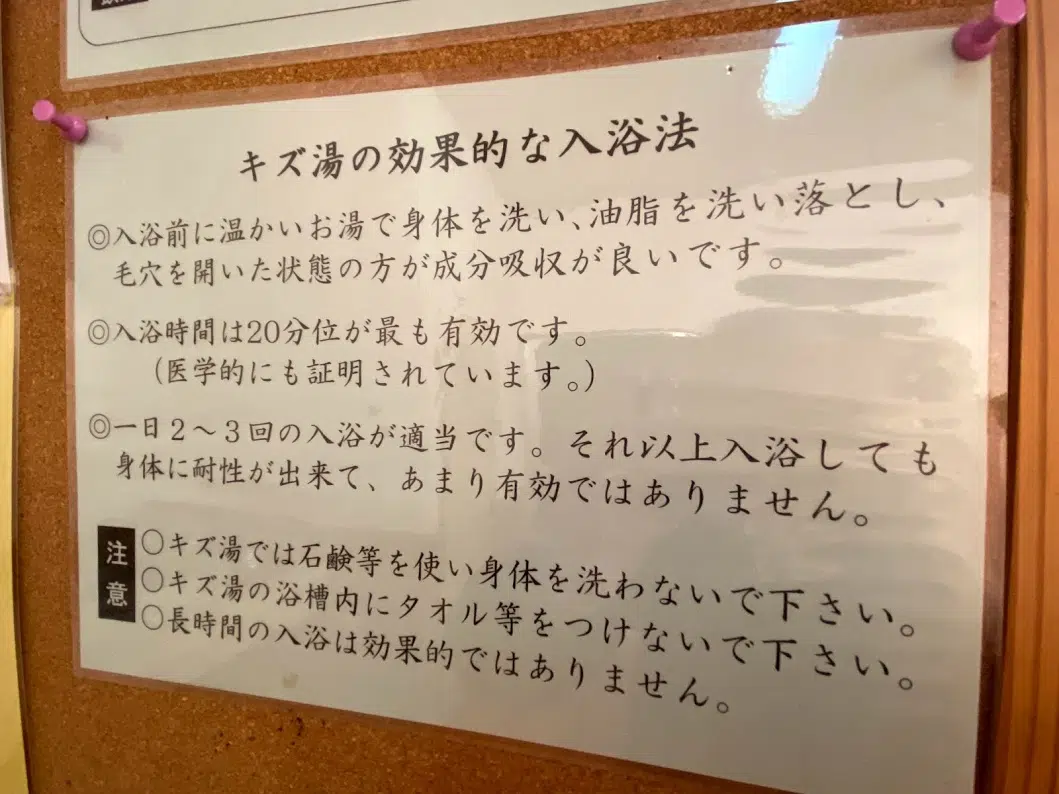 キズ湯の効果的な入浴法
◎入浴前に温かいお湯で身体を洗い、油脂を洗い落とし、
毛穴を開いた状態の方が成分吸収が良いです。
◎入浴時間は20分位が最も有効です。
（医学的にも証明されています。）
◎一日２～３回の入浴が適当です。それ以上入浴しても
身体に耐性が出来て、あまり有効ではありません。
注意
○キズ湯では石鹸等を使い身体を洗わないで下さい。
○キズ湯の浴槽内にタオル等をつけないで下さい。
○長時間の入浴は効果的ではありません。